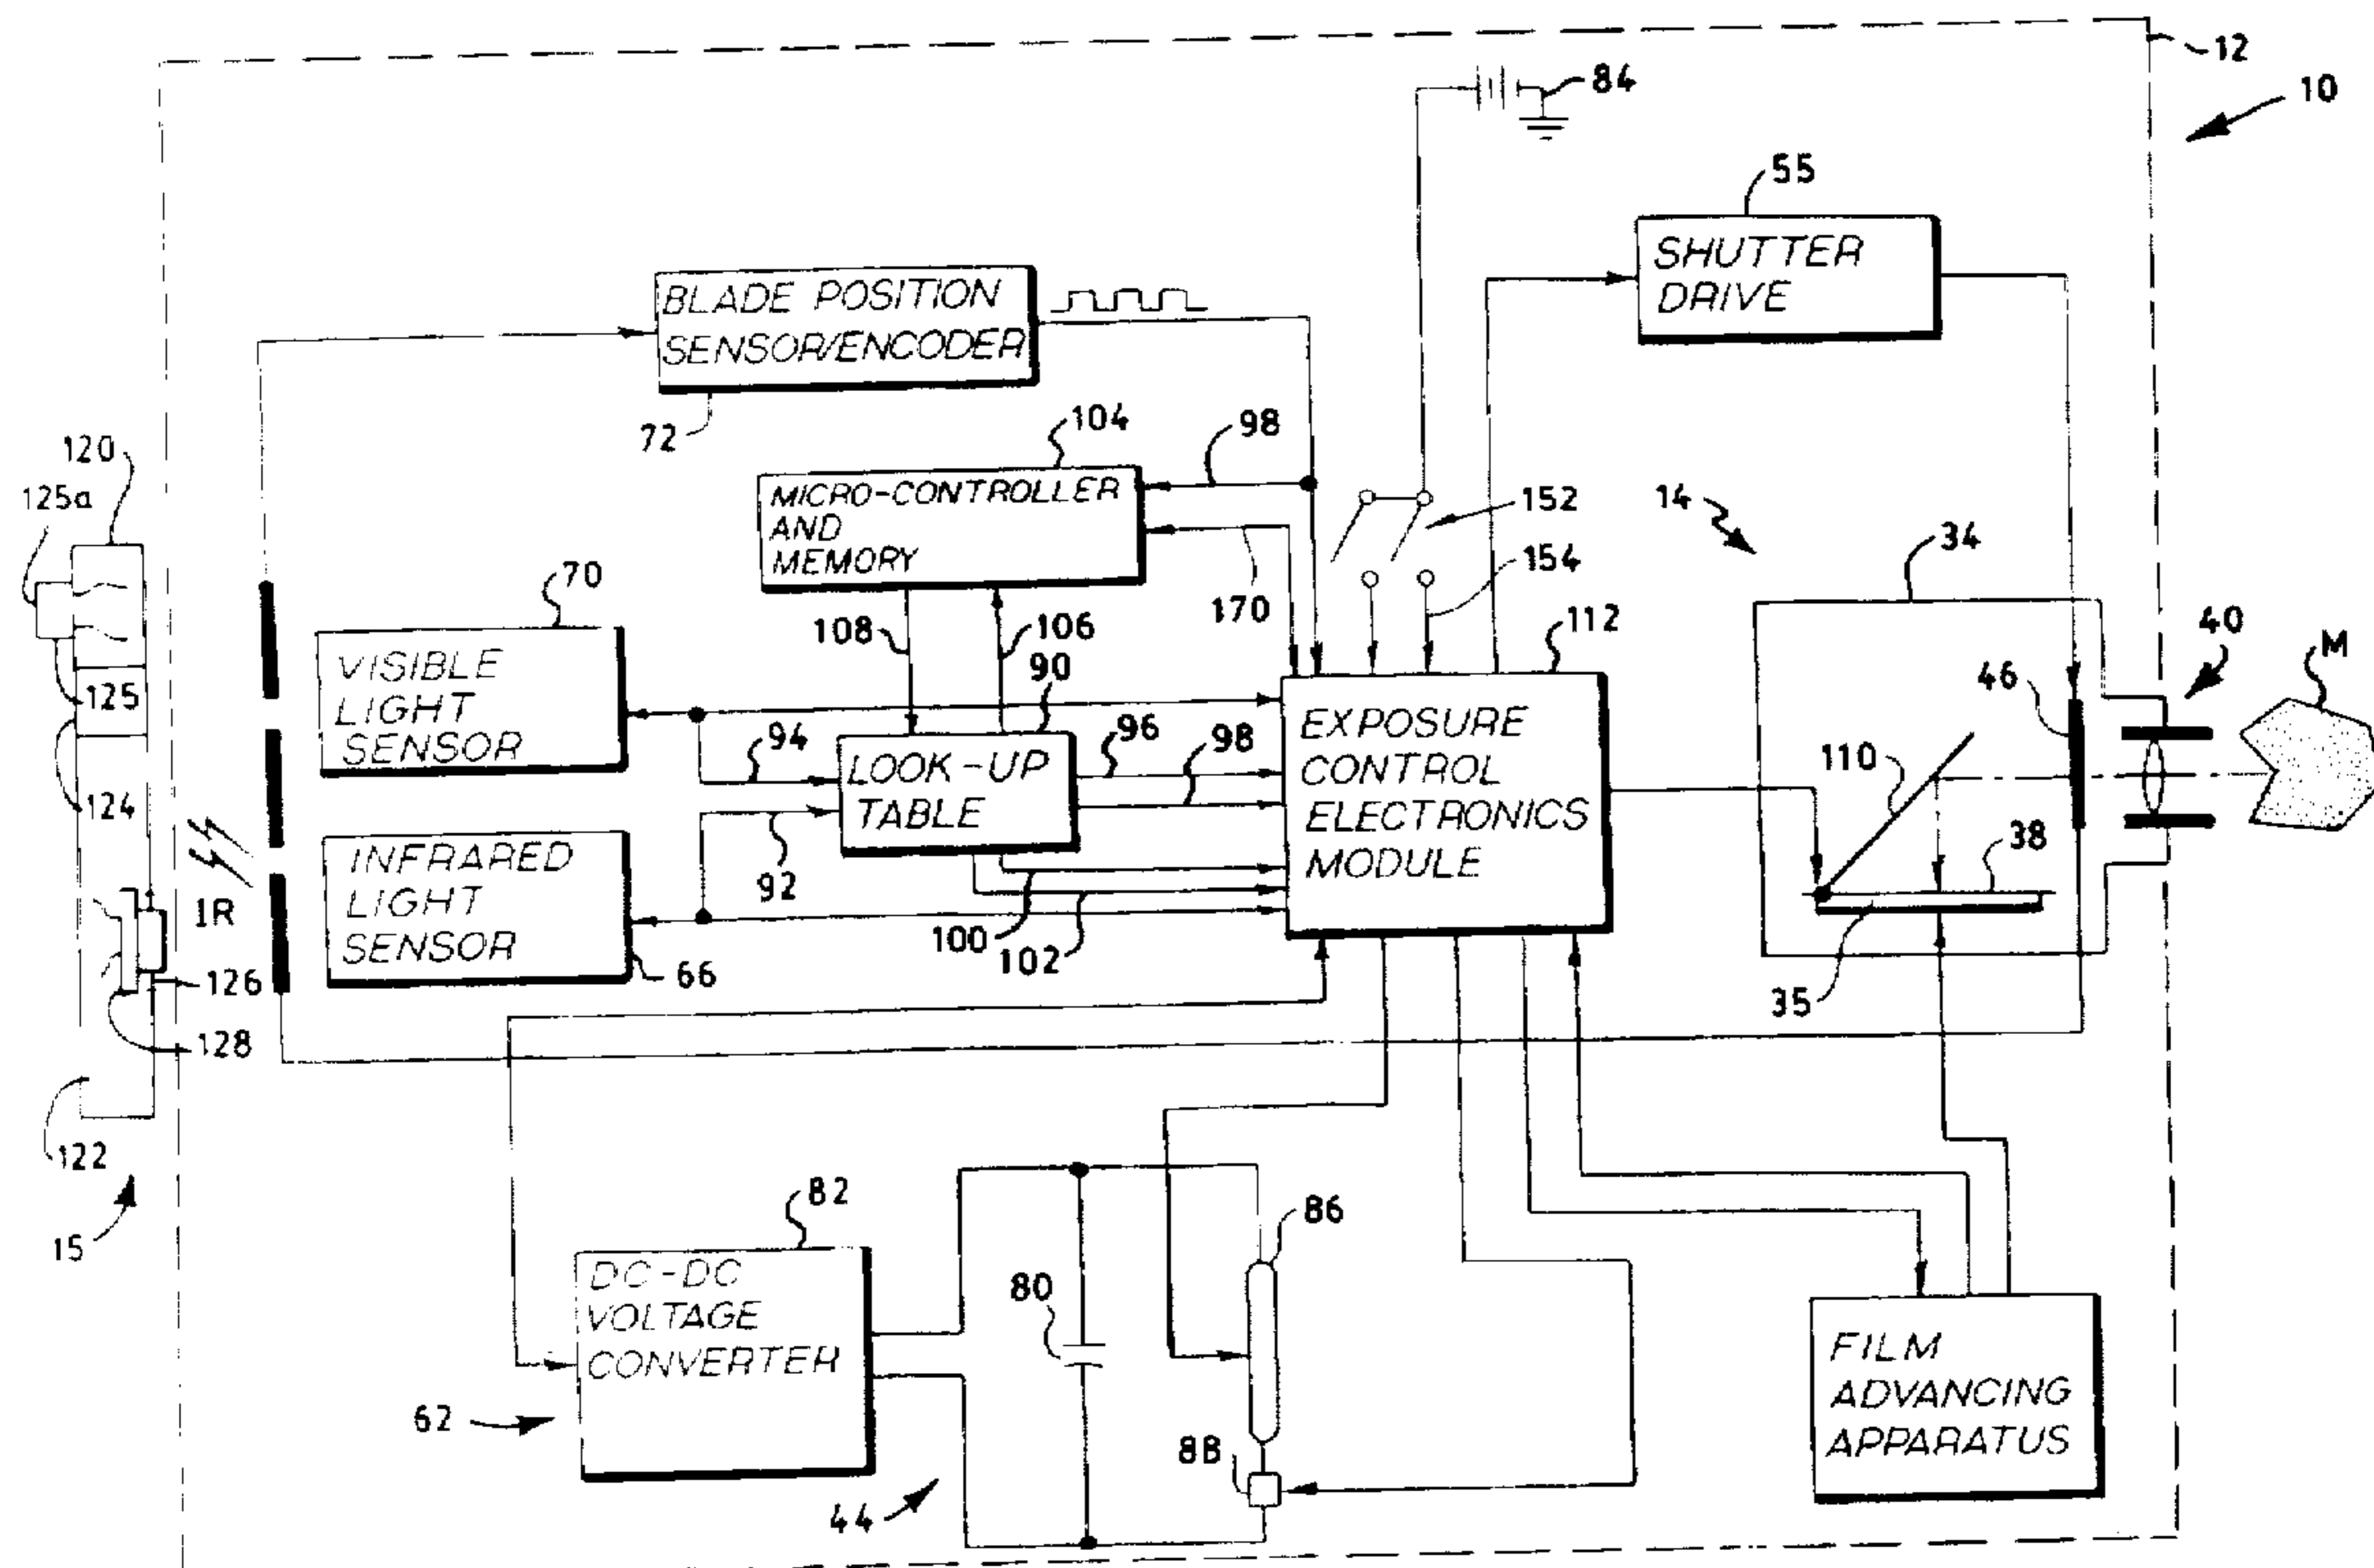 12
10
84
55
SHUTTER
DRIVE
BLADE POSITION
SENSOR/ENCODER
72
104
98
MICRO-CONTROLLER
AND
MEMORY
170
152
154
14
34
120
125a
125
124
70
VISIBLE
LIGHT
SENSOR
108
106
90
94
LOOK-UP
TABLE
96
98
92
112
EXPOSURE
CONTROL
ELECTRONICS
MODULE
46
40
M
110
38
35
IR
INFRARED
LIGHT
SENSOR
66
100
102
126
128
122
15
82
DC-DC
VOLTAGE
CONVERTER
62
44
80
86
88
FILM
ADVANCING
APPARATUS